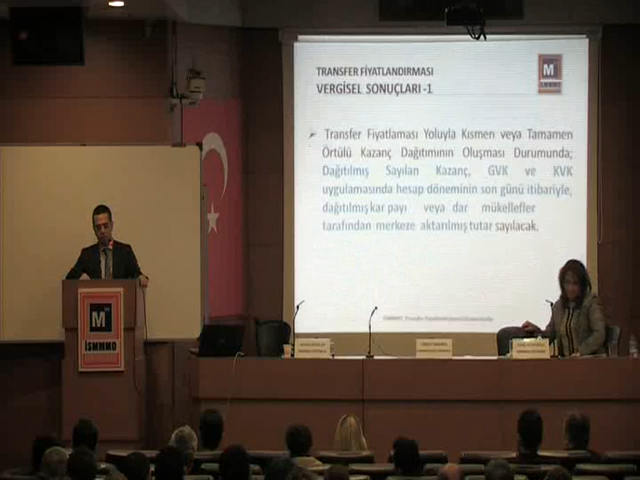 TRANSFER FİYATLANDIRMASI
VERGİSEL SONUÇLARI -1
M
İSMMMO
Transfer Fiyatlaması Yoluyla Kısmen veya Tamamen
Örtülü Kazanç Dağıtımının Oluşması Durumunda;
Dağıtılmış Sayılan Kazanç, GVK ve KVK
uygulamasında hesap döneminin son günü itibariyle,
dağıtılmış kar payı veya dar mükellefler
tarafından merkeze aktarılmış tutar sayılacak.
M
İSMMMO